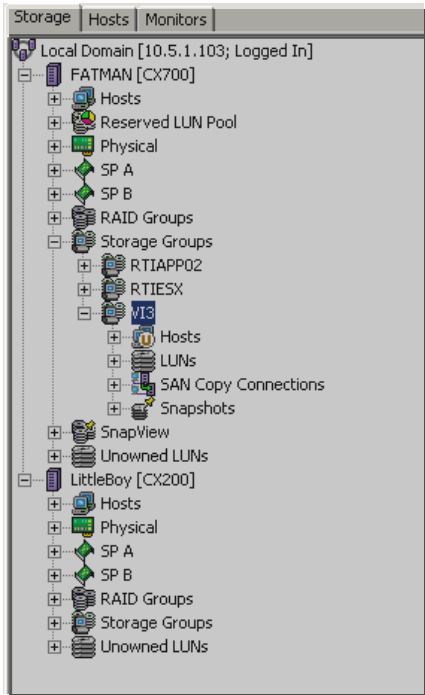 Storage Hosts Monitors
Local Domain [10.5.1.103; Logged In]
FATMAN [CX700]
Hosts
Reserved LUN Pool
Physical
SP A
SP B
RAID Groups
Storage Groups
RTIAPP02
RTIESX
VI3
Hosts
LUNs
SAN Copy Connections
Snapshots
SnapView
Unowned LUNs
LittleBoy [CX200]
Hosts
Physical
SP A
SP B
RAID Groups
Storage Groups
Unowned LUNs